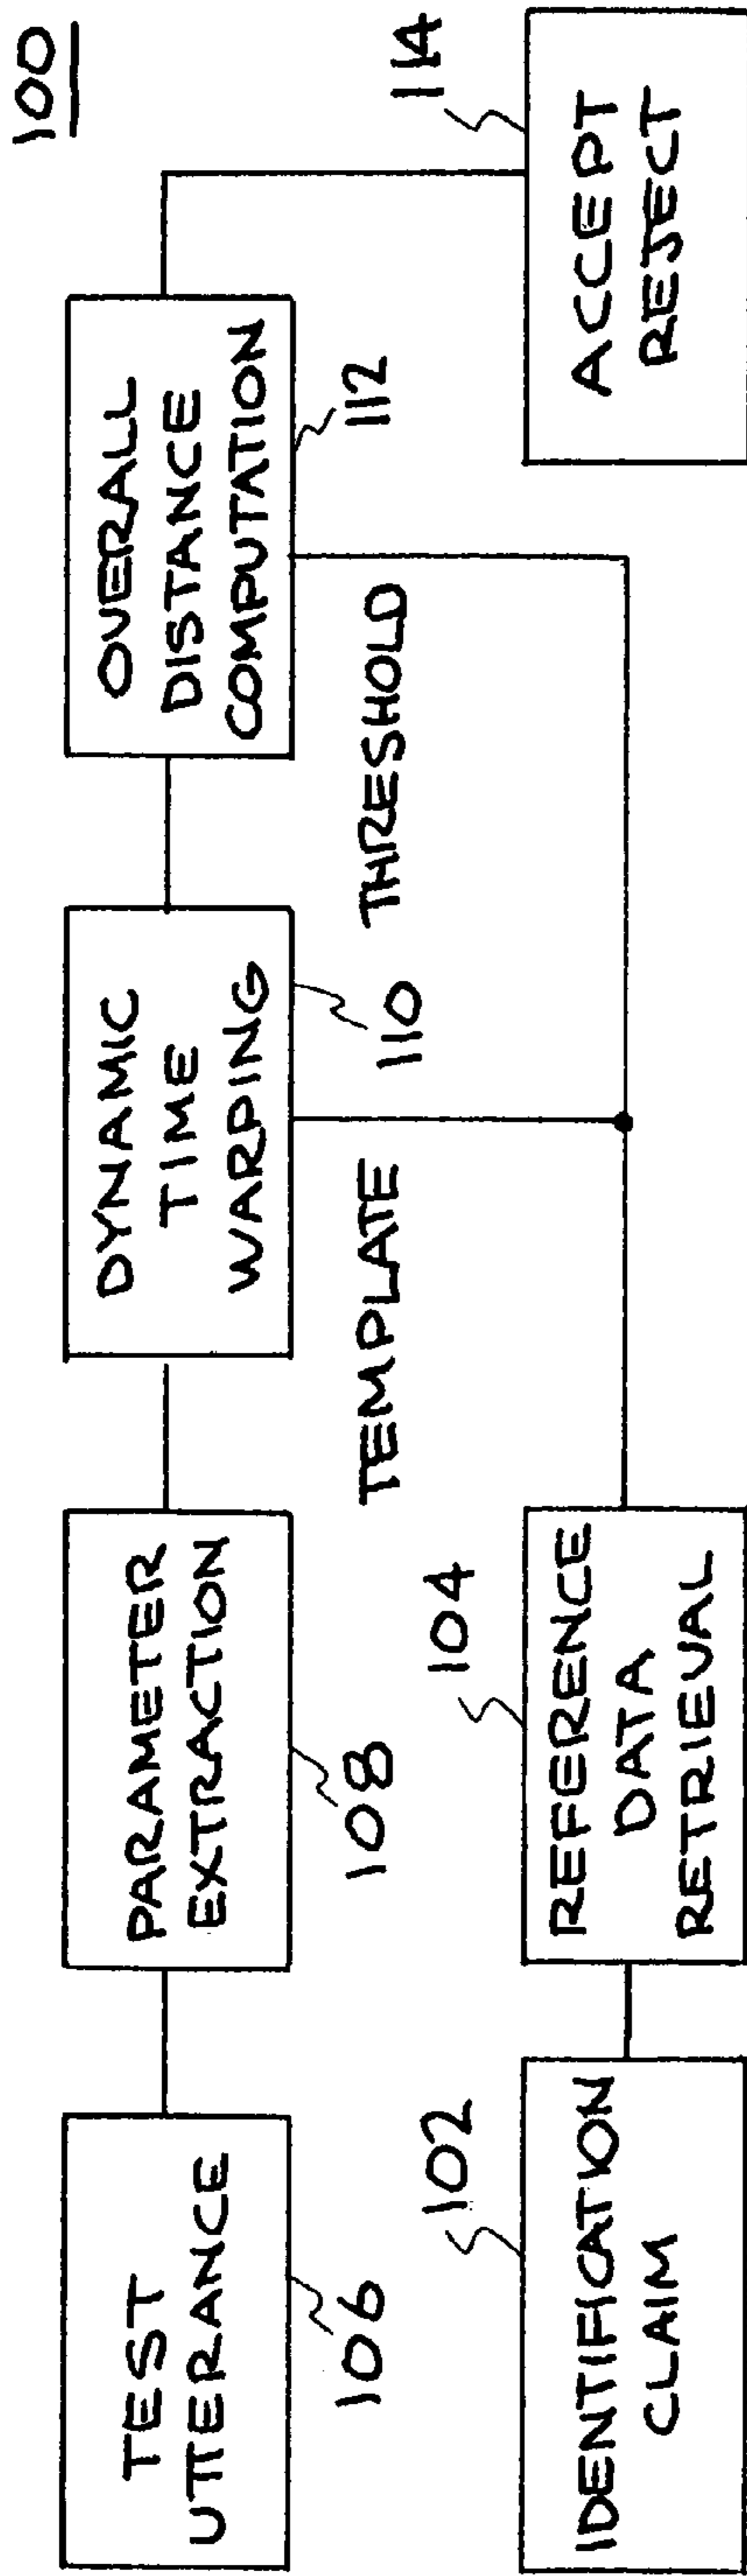 100
TEST
UTTERANCE
106
PARAMETER
EXTRACTION
108
DYNAMIC
TIME
WARPING
110
OVERALL
DISTANCE
COMPUTATION
112
TEMPLATE
THRESHOLD
IDENTIFICATION
CLAIM
102
REFERENCE
DATA
RETRIEVAL
104
ACCEPT
REJECT
114